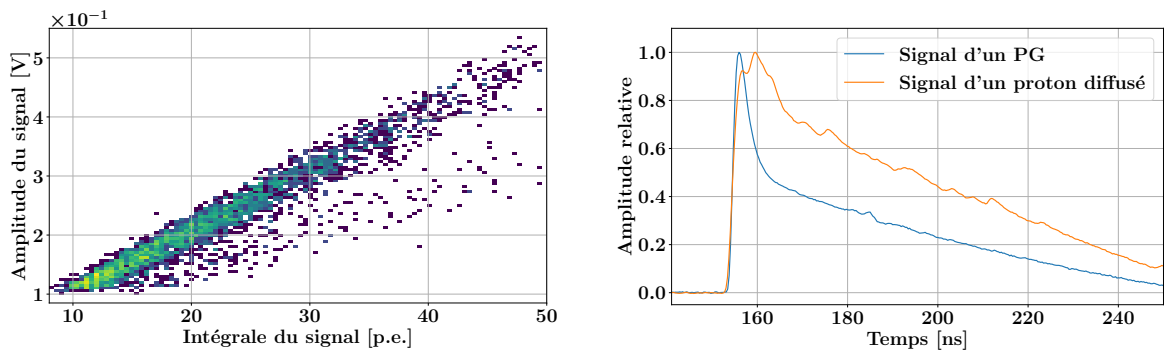 ×10⁻¹
Amplitude du signal [V]
5
4
3
2
1
10 20 30 40 50
Intégrale du signal [p.e.]
Amplitude relative
1.0
0.8
0.6
0.4
0.2
0.0
Signal d'un PG
Signal d'un proton diffusé
160 180 200 220 240
Temps [ns]